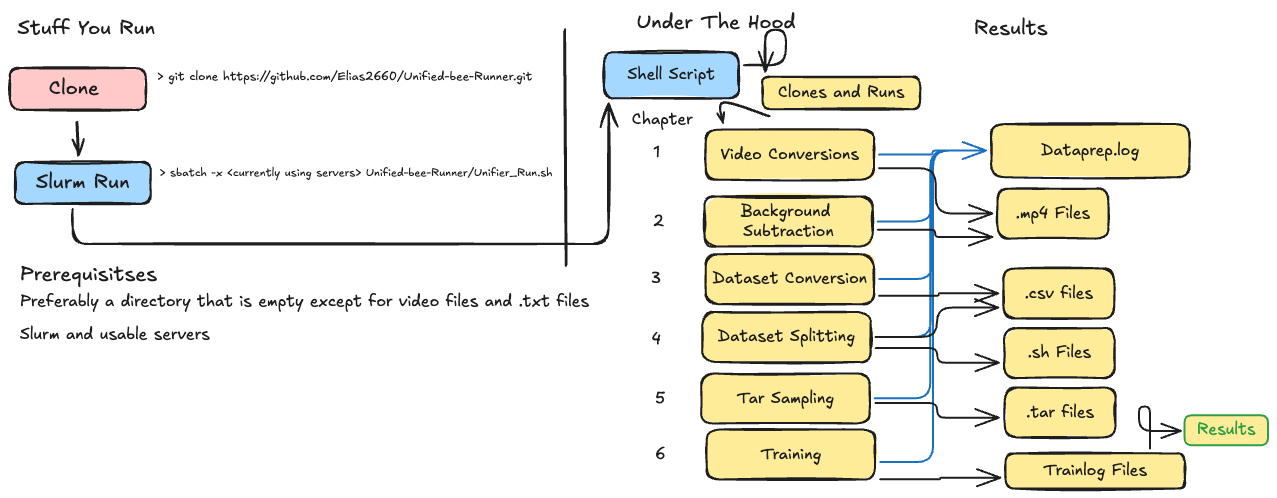 Stuff You Run
Clone
> git clone https://github.com/Elias2660/Unified-bee-Runner.git
Slurm Run
> sbatch -x <currently using servers> Unified-bee-Runner/Unifier_Run.sh
Prerequisitses
Preferably a directory that is empty except for video files and .txt files
Slurm and usable servers
Under The Hood
Shell Script
Clones and Runs
Chapter
1
Video Conversions
2
Background
Subtraction
3
Dataset Conversion
4
Dataset Splitting
5
Tar Sampling
6
Training
Results
Dataprep.log
.mp4 Files
.csv files
.sh Files
.tar files
Trainlog Files
Results